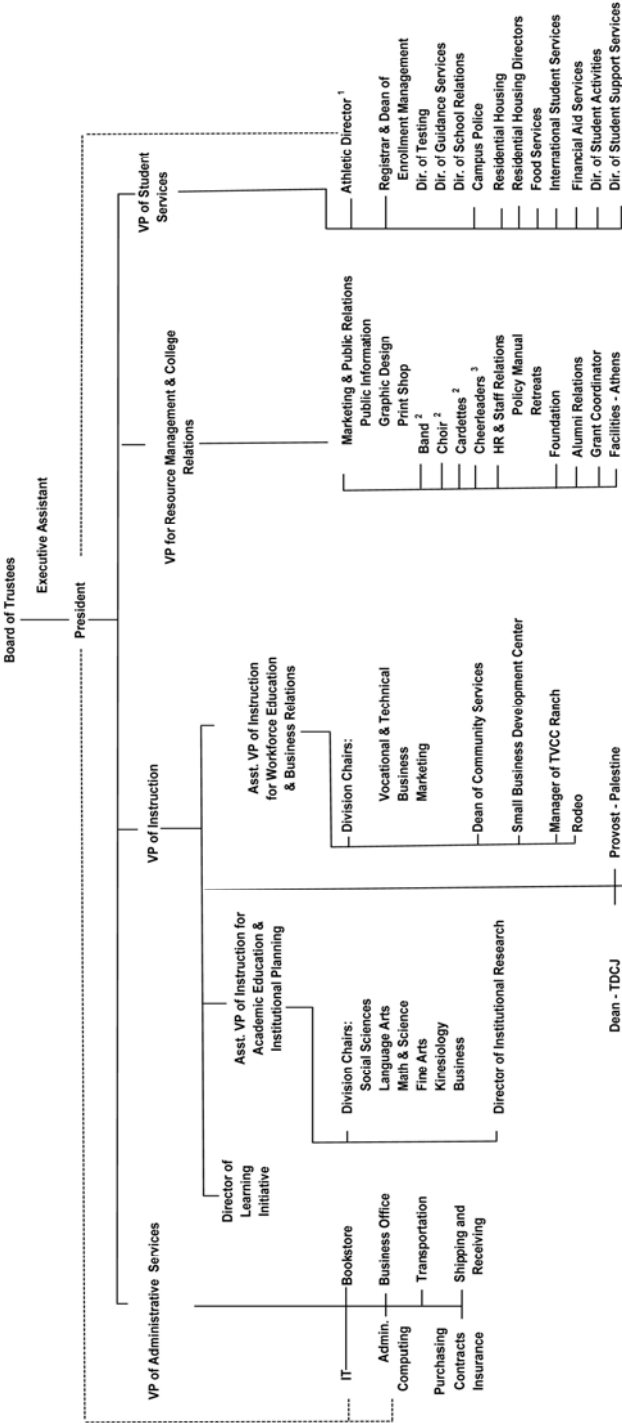 Board of Trustees
Executive Assistant
President
VP of Administrative Services
IT
Bookstore
Admin.
Computing
Business Office
Transportation
Purchasing
Contracts
Insurance
Shipping and
Receiving
VP of Instruction
Director of
Learning
Initiative
Asst. VP of Instruction for
Academic Education &
Institutional Planning
Division Chairs:
Social Sciences
Language Arts
Math & Science
Fine Arts
Kinesiology
Business
Director of Institutional Research
Asst. VP of Instruction
for Workforce Education
& Business Relations
Division Chairs:
Vocational & Technical
Business
Marketing
Dean of Community Services
Small Business Development Center
Manager of TVCC Ranch
Rodeo
Dean - TDCJ
Provost - Palestine
VP for Resource Management & College
Relations
Marketing & Public Relations
Public Information
Graphic Design
Print Shop
Band 2
Choir 2
Cardettes 2
Cheerleaders 3
HR & Staff Relations
Policy Manual
Retreats
Foundation
Alumni Relations
Grant Coordinator
Facilities - Athens
VP of Student
Services
Athletic Director 1
Registrar & Dean of
Enrollment Management
Dir. of Testing
Dir. of Guidance Services
Dir. of School Relations
Campus Police
Residential Housing
Residential Housing Directors
Food Services
International Student Services
Financial Aid Services
Dir. of Student Activities
Dir. of Student Support Services